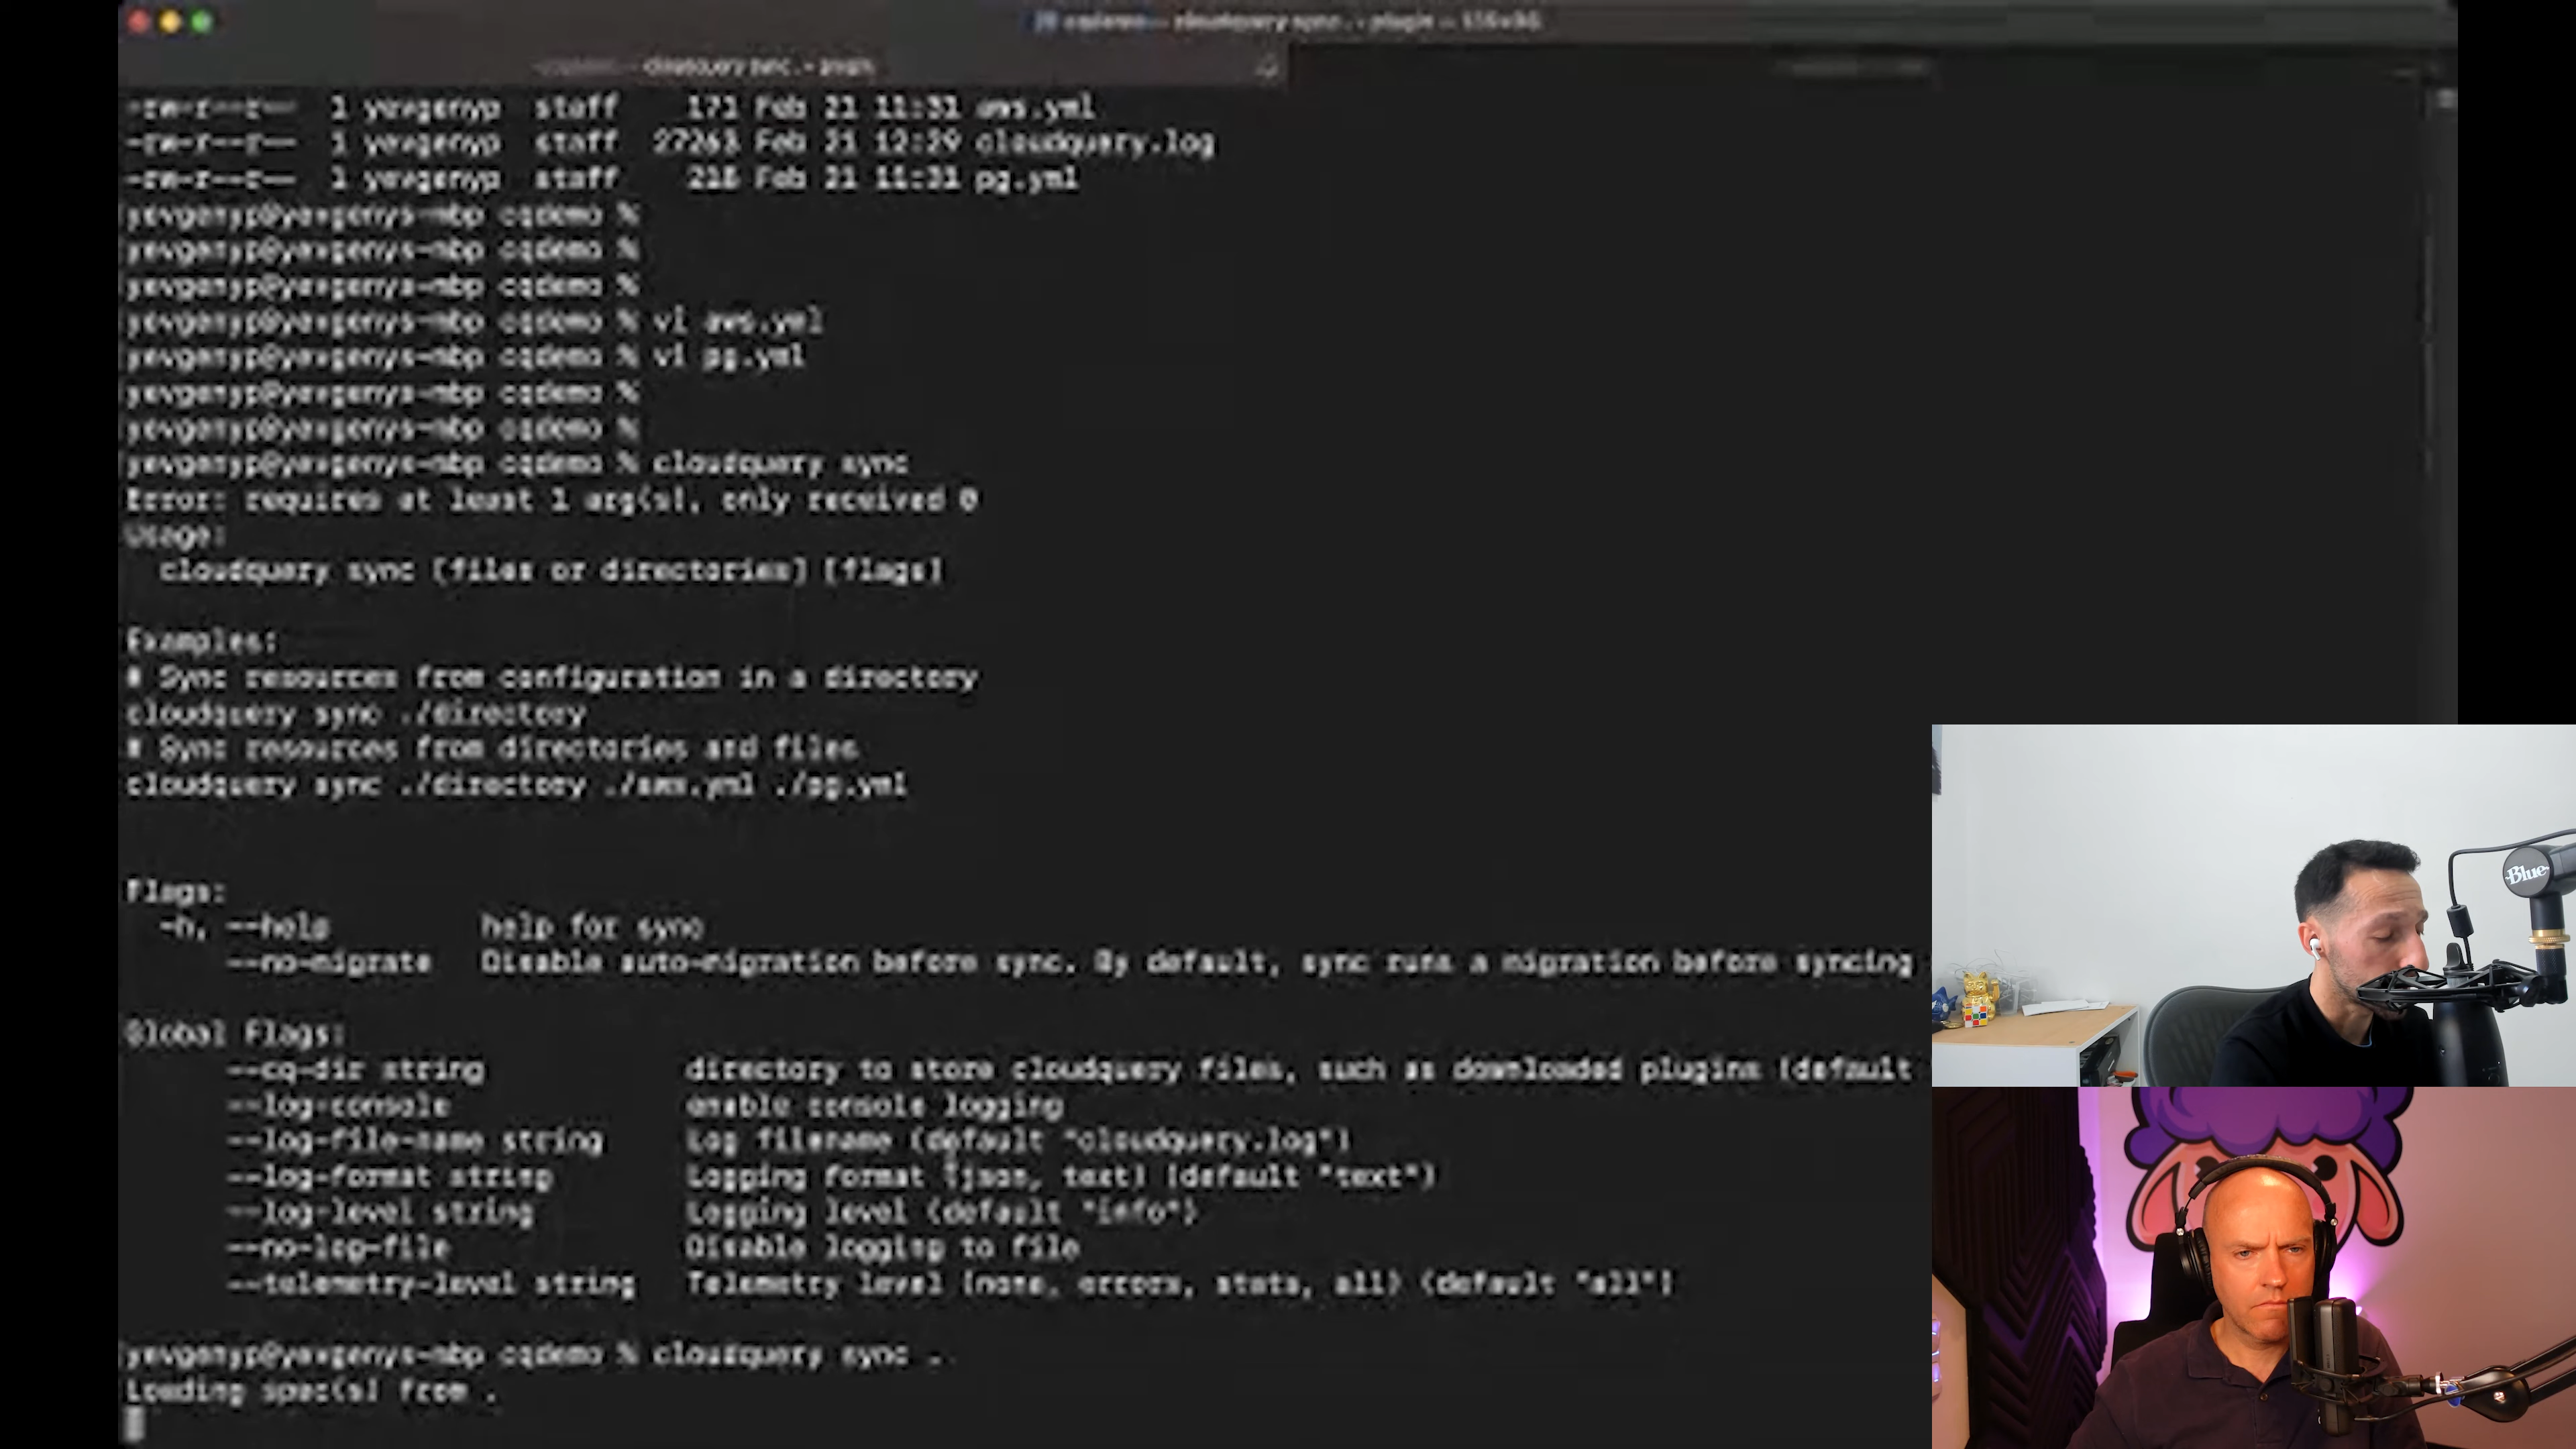 cqdemo — cloudquery sync . • plugin —
cloudquery sync . • plugin
-rw-r--r-- 1 yevgenyp staff 171 Feb 21 11:31 aws.yml
-rw-r--r-- 1 yevgenyp staff 27263 Feb 21 12:29 cloudquery.log
-rw-r--r-- 1 yevgenyp staff 218 Feb 21 11:31 pg.yml
yevgenyp@yevgenys-mbp cqdemo %
yevgenyp@yevgenys-mbp cqdemo %
yevgenyp@yevgenys-mbp cqdemo %
yevgenyp@yevgenys-mbp cqdemo % vi aws.yml
yevgenyp@yevgenys-mbp cqdemo % vi pg.yml
yevgenyp@yevgenys-mbp cqdemo %
yevgenyp@yevgenys-mbp cqdemo %
yevgenyp@yevgenys-mbp cqdemo % cloudquery sync
Error: requires at least 1 arg(s), only received 0
Usage:
cloudquery sync [files or directories] [flags]
Examples:
# Sync resources from configuration in a directory
cloudquery sync ./directory
# Sync resources from directories and files
cloudquery sync ./directory ./aws.yml ./pg.yml
Flags:
-h, --help help for sync
--no-migrate Disable auto-migration before sync. By default, sync runs a migration before syncing
Global Flags:
--cq-dir string directory to store cloudquery files, such as downloaded plugins (default
--log-console enable console logging
--log-file-name string Log filename (default "cloudquery.log")
--log-format string Logging format (json, text) (default "text")
--log-level string Logging level (default "info")
--no-log-file Disable logging to file
--telemetry-level string Telemetry level (none, errors, stats, all) (default "all")
yevgenyp@yevgenys-mbp cqdemo % cloudquery sync .
Loading spec(s) from .
Blue